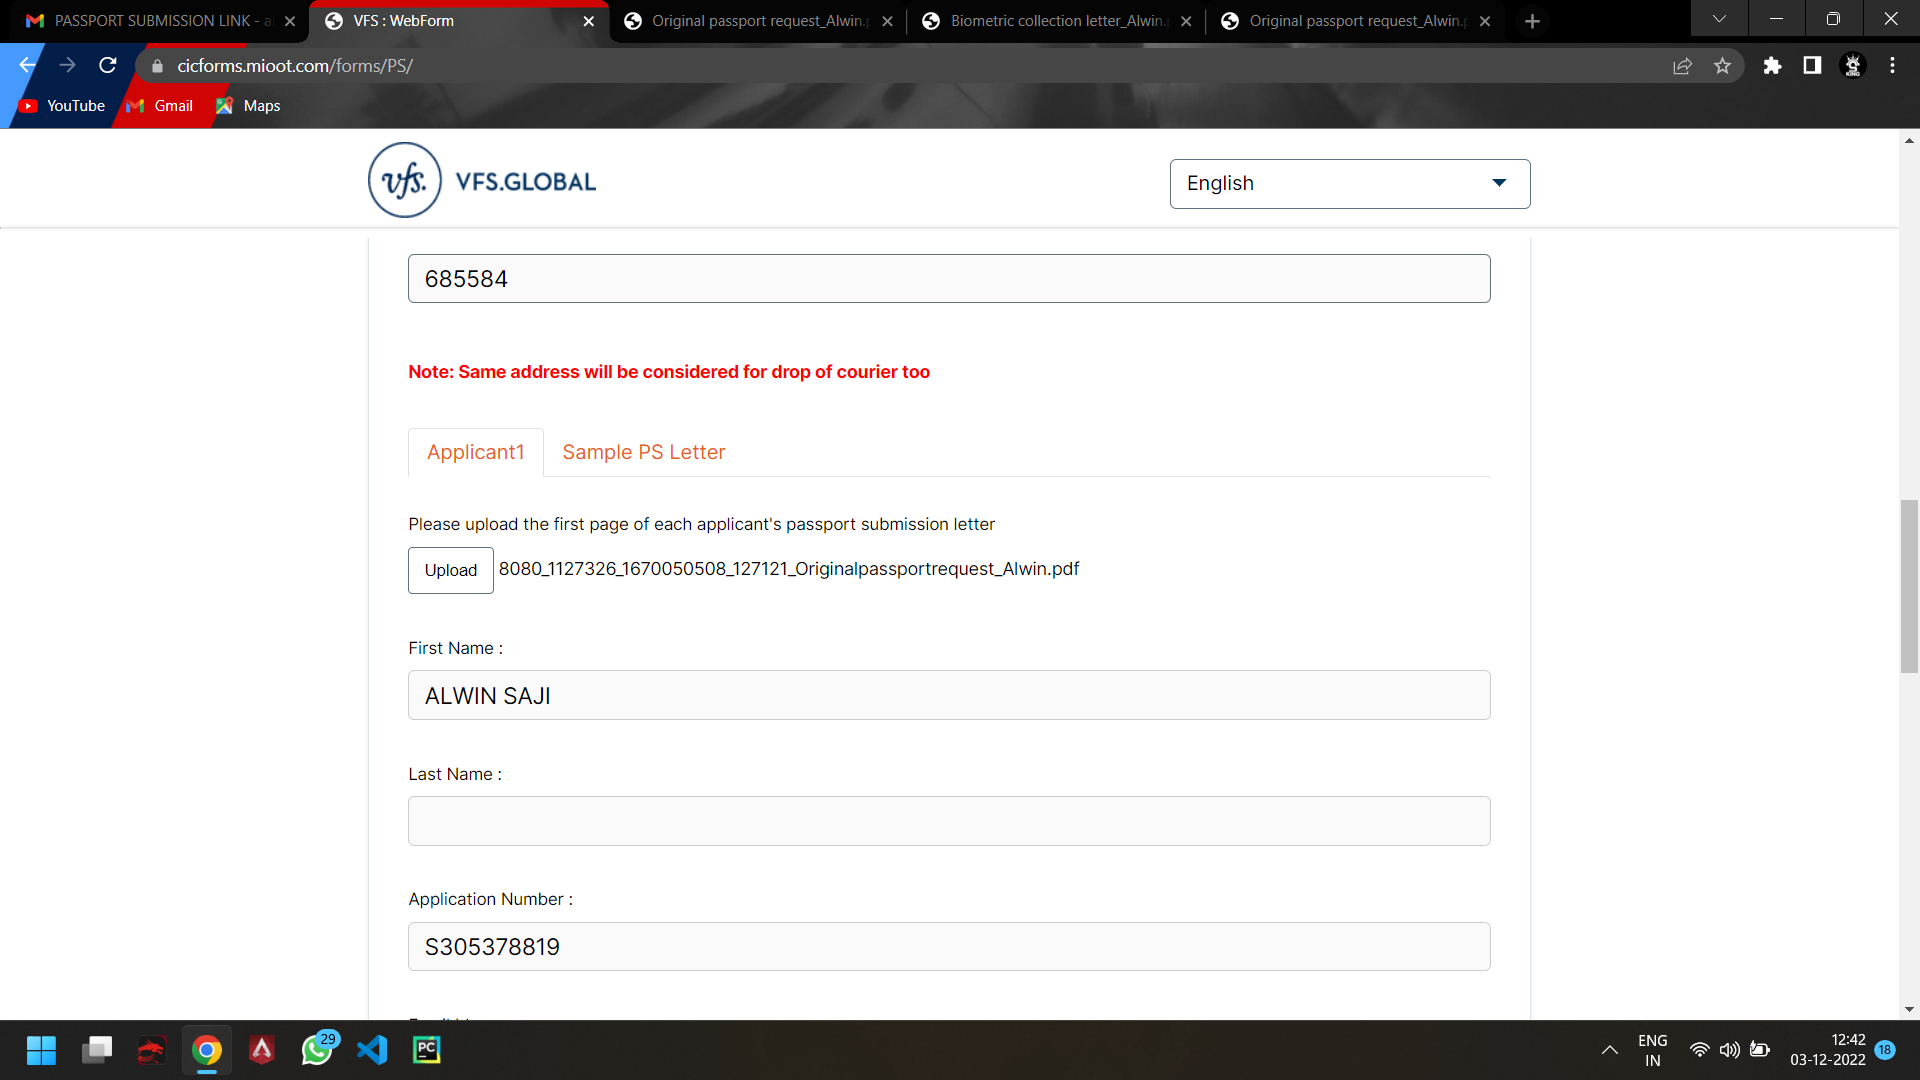 PASSPORT SUBMISSION LINK - a
VFS : WebForm
Original passport request_Alwin.p
Biometric collection letter_Alwin.p
Original passport request_Alwin.p
cicforms.mioot.com/forms/PS/
YouTube
Gmail
Maps
vfs. VFS.GLOBAL
English
685584
Note: Same address will be considered for drop of courier too
Applicant1
Sample PS Letter
Please upload the first page of each applicant's passport submission letter
Upload 8080_1127326_1670050508_127121_Originalpassportrequest_Alwin.pdf
First Name :
ALWIN SAJI
Last Name :
Application Number :
S305378819
29
PC
ENG
IN
12:42
03-12-2022
18